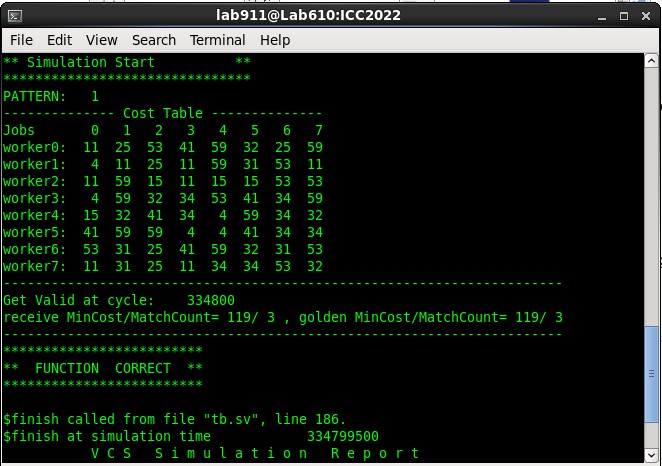 lab911@Lab610:ICC2022
File Edit View Search Terminal Help
** Simulation Start          **
*******************************
PATTERN:   1
-------------- Cost Table --------------
Jobs       0   1   2   3   4   5   6   7
worker0:  11  25  53  41  59  32  25  59
worker1:   4  11  25  11  59  31  53  11
worker2:  11  59  15  11  15  15  53  53
worker3:   4  59  32  34  53  41  34  59
worker4:  15  32  41  34   4  59  34  32
worker5:  41  59  59   4   4  41  34  34
worker6:  53  31  25  41  59  32  31  53
worker7:  11  31  25  11  34  34  53  32
----------------------------------------------------------------------
Get Valid at cycle:    334800
receive MinCost/MatchCount= 119/ 3 , golden MinCost/MatchCount= 119/ 3
----------------------------------------------------------------------
*************************
**  FUNCTION  CORRECT  **
*************************
$finish called from file "tb.sv", line 186.
$finish at simulation time            334799500
V C S   S i m u l a t i o n   R e p o r t